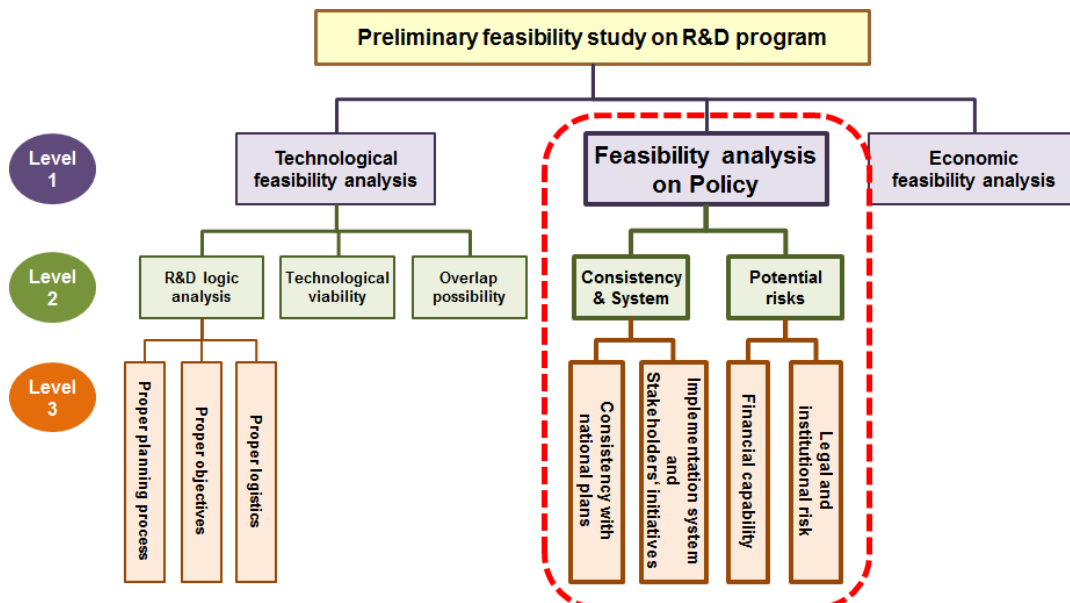 Preliminary feasibility study on R&D program
Level
1
Technological
feasibility analysis
Feasibility analysis
on Policy
Economic
feasibility analysis
Level
2
R&D logic
analysis
Technological
viability
Overlap
possibility
Consistency
& System
Potential
risks
Level
3
Proper planning process
Proper objectives
Proper logistics
Consistency with
national plans
Implementation system
and
Stakeholders‘ initiatives
Financial capability
Legal and
institutional risk